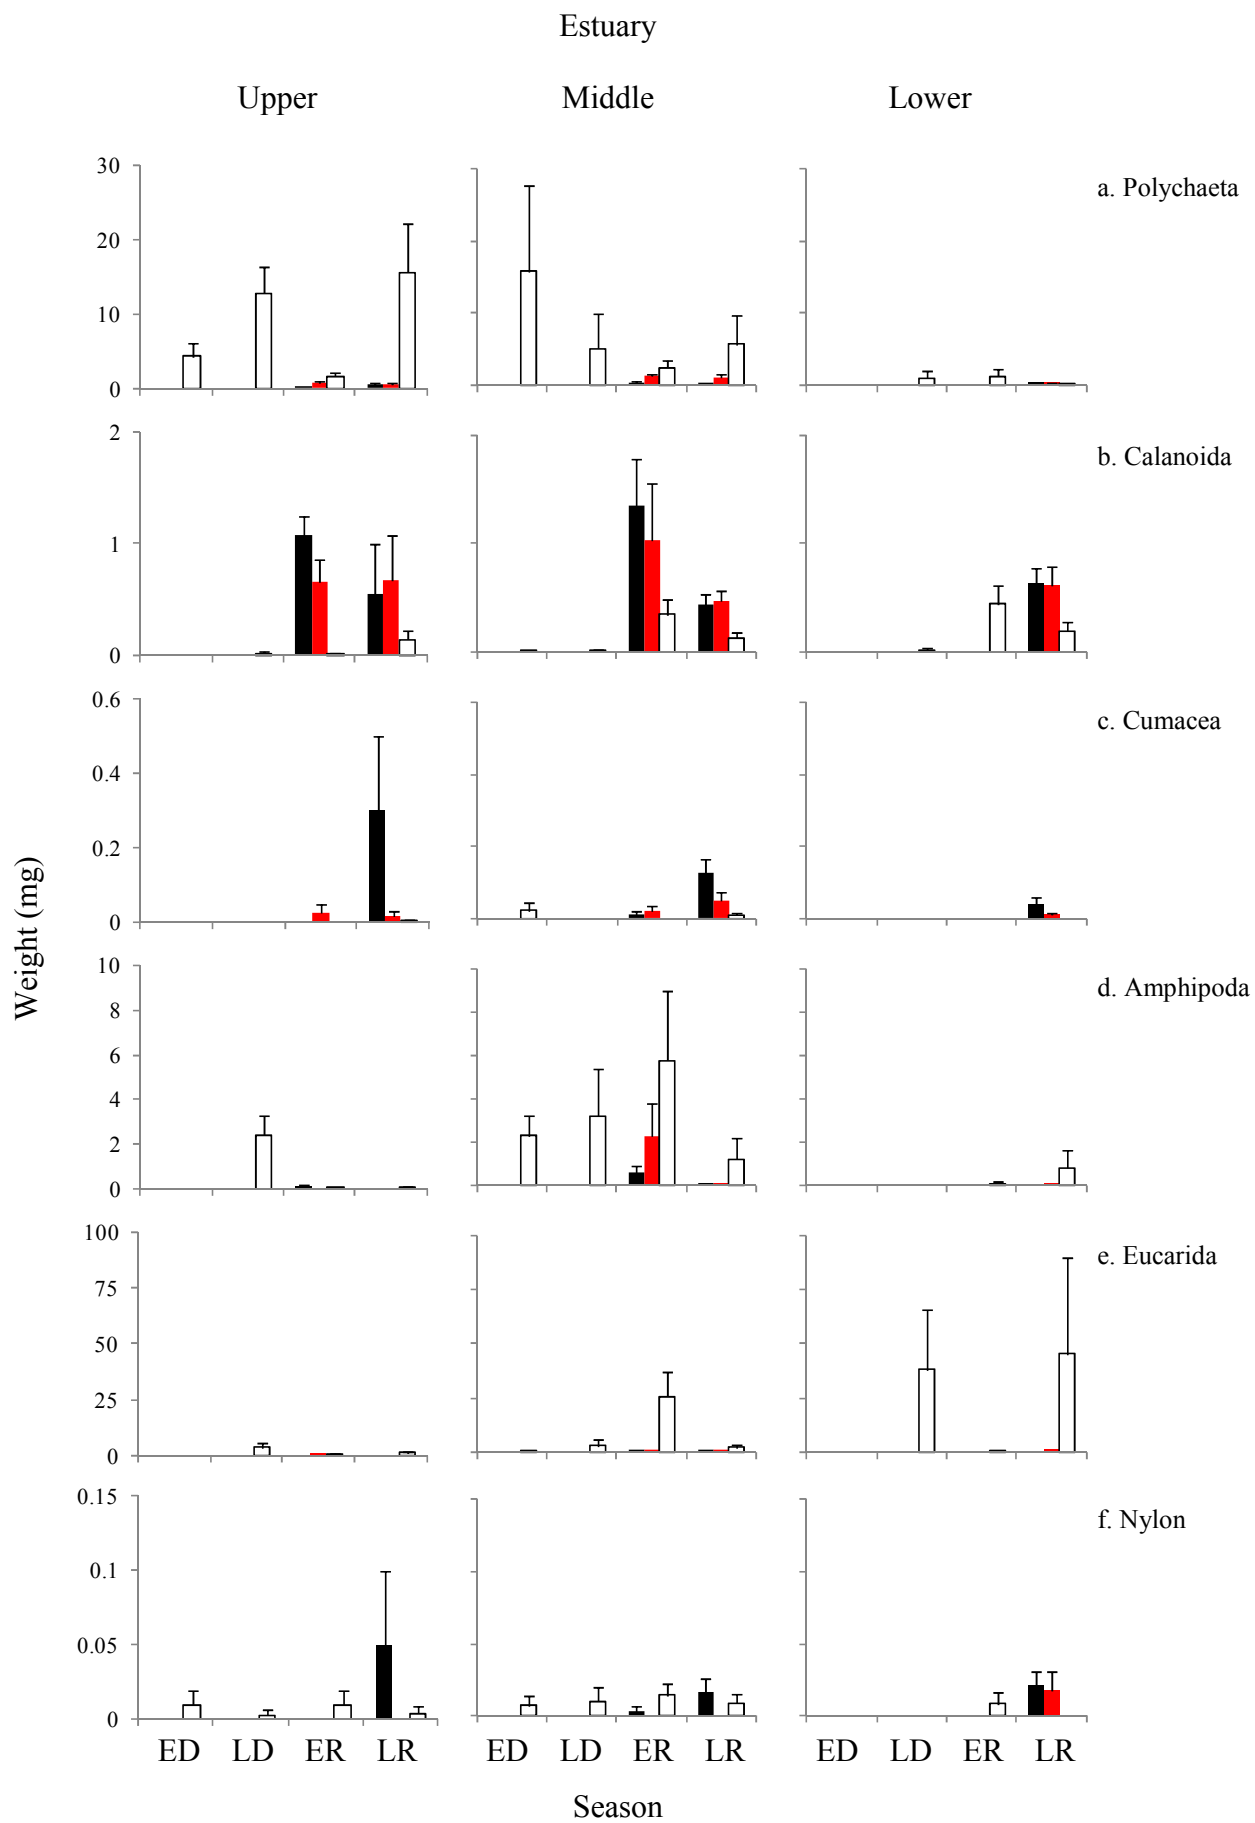 Estuary
Upper Middle Lower
30
20
10
0
a. Polychaeta
2
1
0
b. Calanoida
0.6
0.4
0.2
0
c. Cumacea
Weight (mg)
10
8
6
4
2
0
d. Amphipoda
100
75
50
25
0
e. Eucarida
0.15
0.1
0.05
0
f. Nylon
ED LD ER LR ED LD ER LR ED LD ER LR
Season